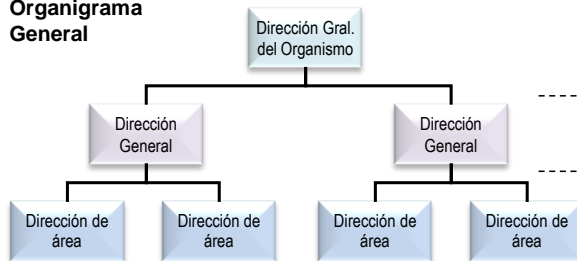 Organigrama
General
Dirección Gral.
del Organismo
Dirección
General
Dirección
General
Dirección de
área
Dirección de
área
Dirección de
área
Dirección de
área